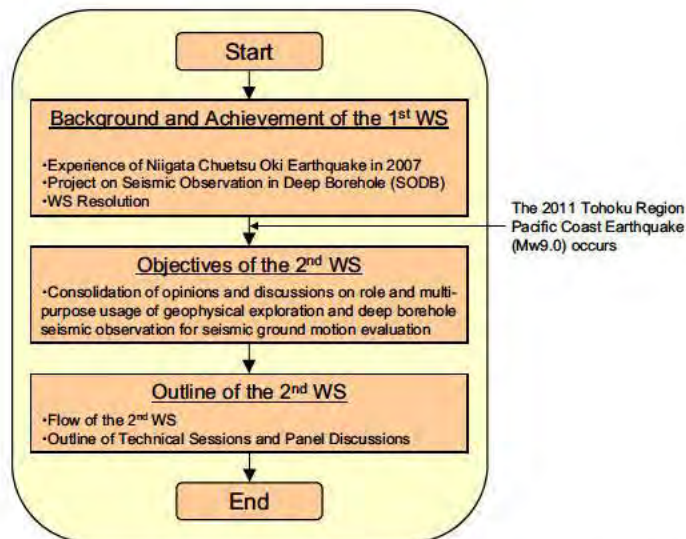 Start
Background and Achievement of the 1st WS
•Experience of Niigata Chuetsu Oki Earthquake in 2007
•Project on Seismic Observation in Deep Borehole (SODB)
•WS Resolution
The 2011 Tohoku Region
Pacific Coast Earthquake
(Mw9.0) occurs
Objectives of the 2nd WS
•Consolidation of opinions and discussions on role and multi-
purpose usage of geophysical exploration and deep borehole
seismic observation for seismic ground motion evaluation
Outline of the 2nd WS
•Flow of the 2nd WS
•Outline of Technical Sessions and Panel Discussions
End